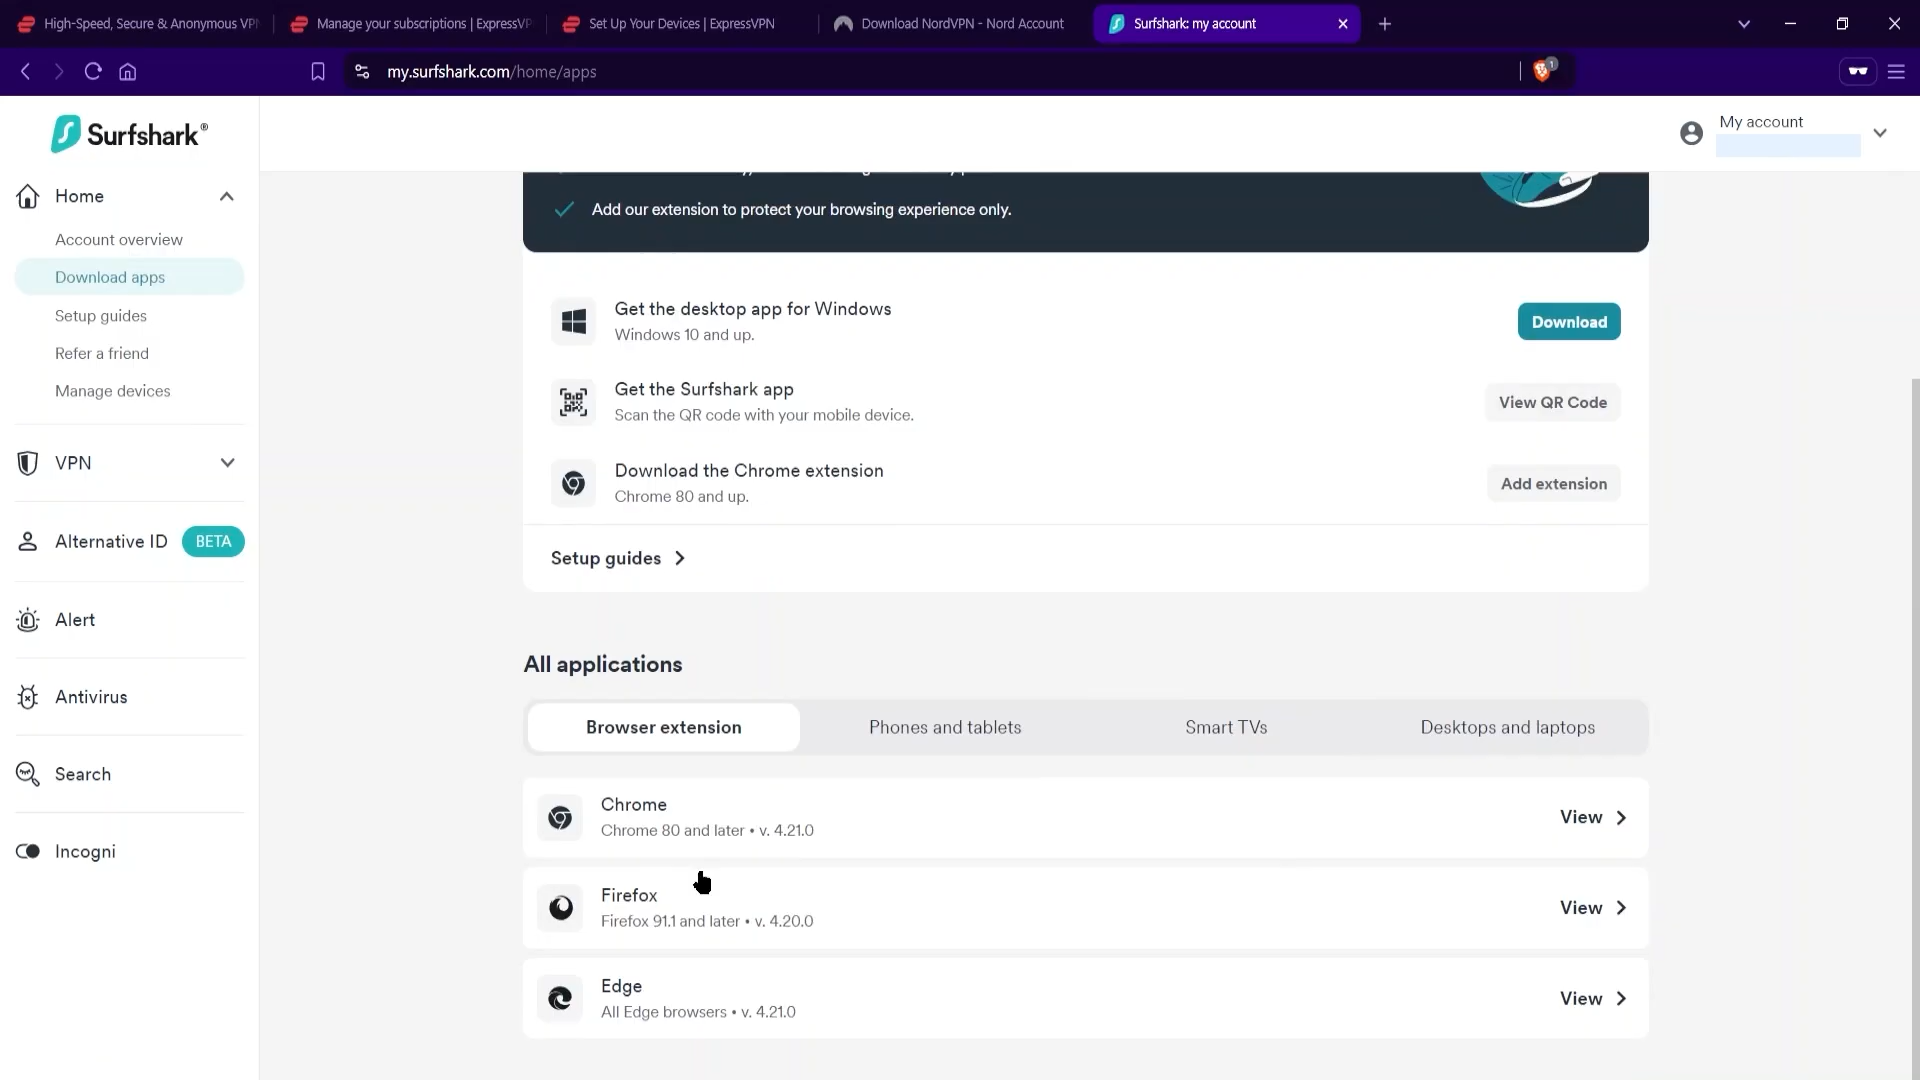 High-Speed, Secure & Anonymous VPN
Manage your subscriptions | ExpressVP
Set Up Your Devices | ExpressVPN
Download NordVPN - Nord Account
Surfshark: my account
my.surfshark.com/home/apps
1
Surfshark®
My account
Home
Account overview
Download apps
Setup guides
Refer a friend
Manage devices
VPN
Alternative ID BETA
Alert
Antivirus
Search
Incogni
Add our extension to protect your browsing experience only.
Get the desktop app for Windows
Windows 10 and up.
Download
Get the Surfshark app
Scan the QR code with your mobile device.
View QR Code
Download the Chrome extension
Chrome 80 and up.
Add extension
Setup guides
All applications
Browser extension
Phones and tablets
Smart TVs
Desktops and laptops
Chrome
Chrome 80 and later • v. 4.21.0
View
Firefox
Firefox 91.1 and later • v. 4.20.0
View
Edge
All Edge browsers • v. 4.21.0
View